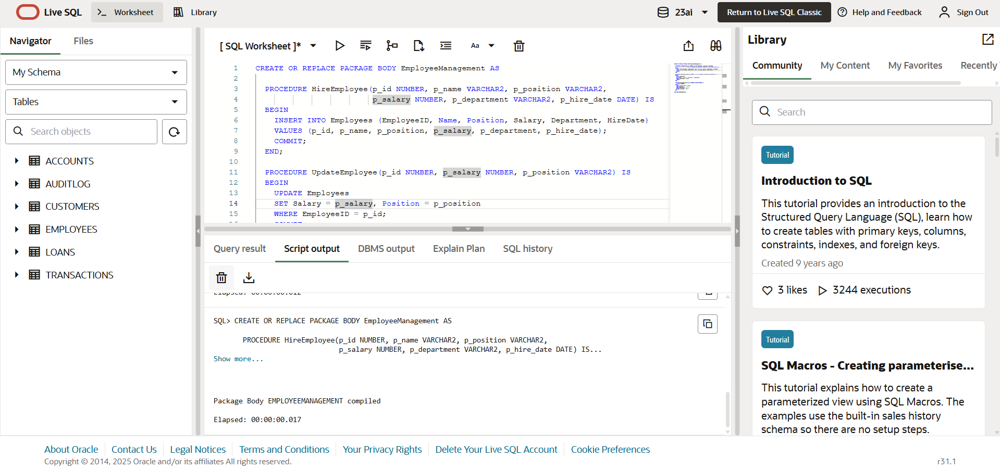 Live SQL
Worksheet
Library
23ai
Return to Live SQL Classic
Help and Feedback
Sign Out
Navigator
Files
My Schema
Tables
Search objects
ACCOUNTS
AUDITLOG
CUSTOMERS
EMPLOYEES
LOANS
TRANSACTIONS
[ SQL Worksheet ]*
Aa
1 CREATE OR REPLACE PACKAGE BODY EmployeeManagement AS
2
3 PROCEDURE HireEmployee(p_id NUMBER, p_name VARCHAR2, p_position VARCHAR2,
4 p_salary NUMBER, p_department VARCHAR2, p_hire_date DATE) IS
5 BEGIN
6 INSERT INTO Employees (EmployeeID, Name, Position, Salary, Department, HireDate)
7 VALUES (p_id, p_name, p_position, p_salary, p_department, p_hire_date);
8 COMMIT;
9 END;
10
11 PROCEDURE UpdateEmployee(p_id NUMBER, p_salary NUMBER, p_position VARCHAR2) IS
12 BEGIN
13 UPDATE Employees
14 SET Salary = p_salary, Position = p_position
15 WHERE EmployeeID = p_id;
Query result
Script output
DBMS output
Explain Plan
SQL history
Elapsed: 00:00:00.012
SQL> CREATE OR REPLACE PACKAGE BODY EmployeeManagement AS
PROCEDURE HireEmployee(p_id NUMBER, p_name VARCHAR2, p_position VARCHAR2,
p_salary NUMBER, p_department VARCHAR2, p_hire_date DATE) IS...
Show more...
Package Body EMPLOYEEMANAGEMENT compiled
Elapsed: 00:00:00.017
Library
Community
My Content
My Favorites
Recently
Search
Tutorial
Introduction to SQL
This tutorial provides an introduction to the
Structured Query Language (SQL), learn how
to create tables with primary keys, columns,
constraints, indexes, and foreign keys.
Created 9 years ago
3 likes
3244 executions
Tutorial
SQL Macros - Creating parameterise...
This tutorial explains how to create a
parameterized view using SQL Macros. The
examples use the built-in sales history
schema so there are no setup steps.
About Oracle
Contact Us
Legal Notices
Terms and Conditions
Your Privacy Rights
Delete Your Live SQL Account
Cookie Preferences
Copyright © 2014, 2025 Oracle and/or its affiliates All rights reserved.
r31.1